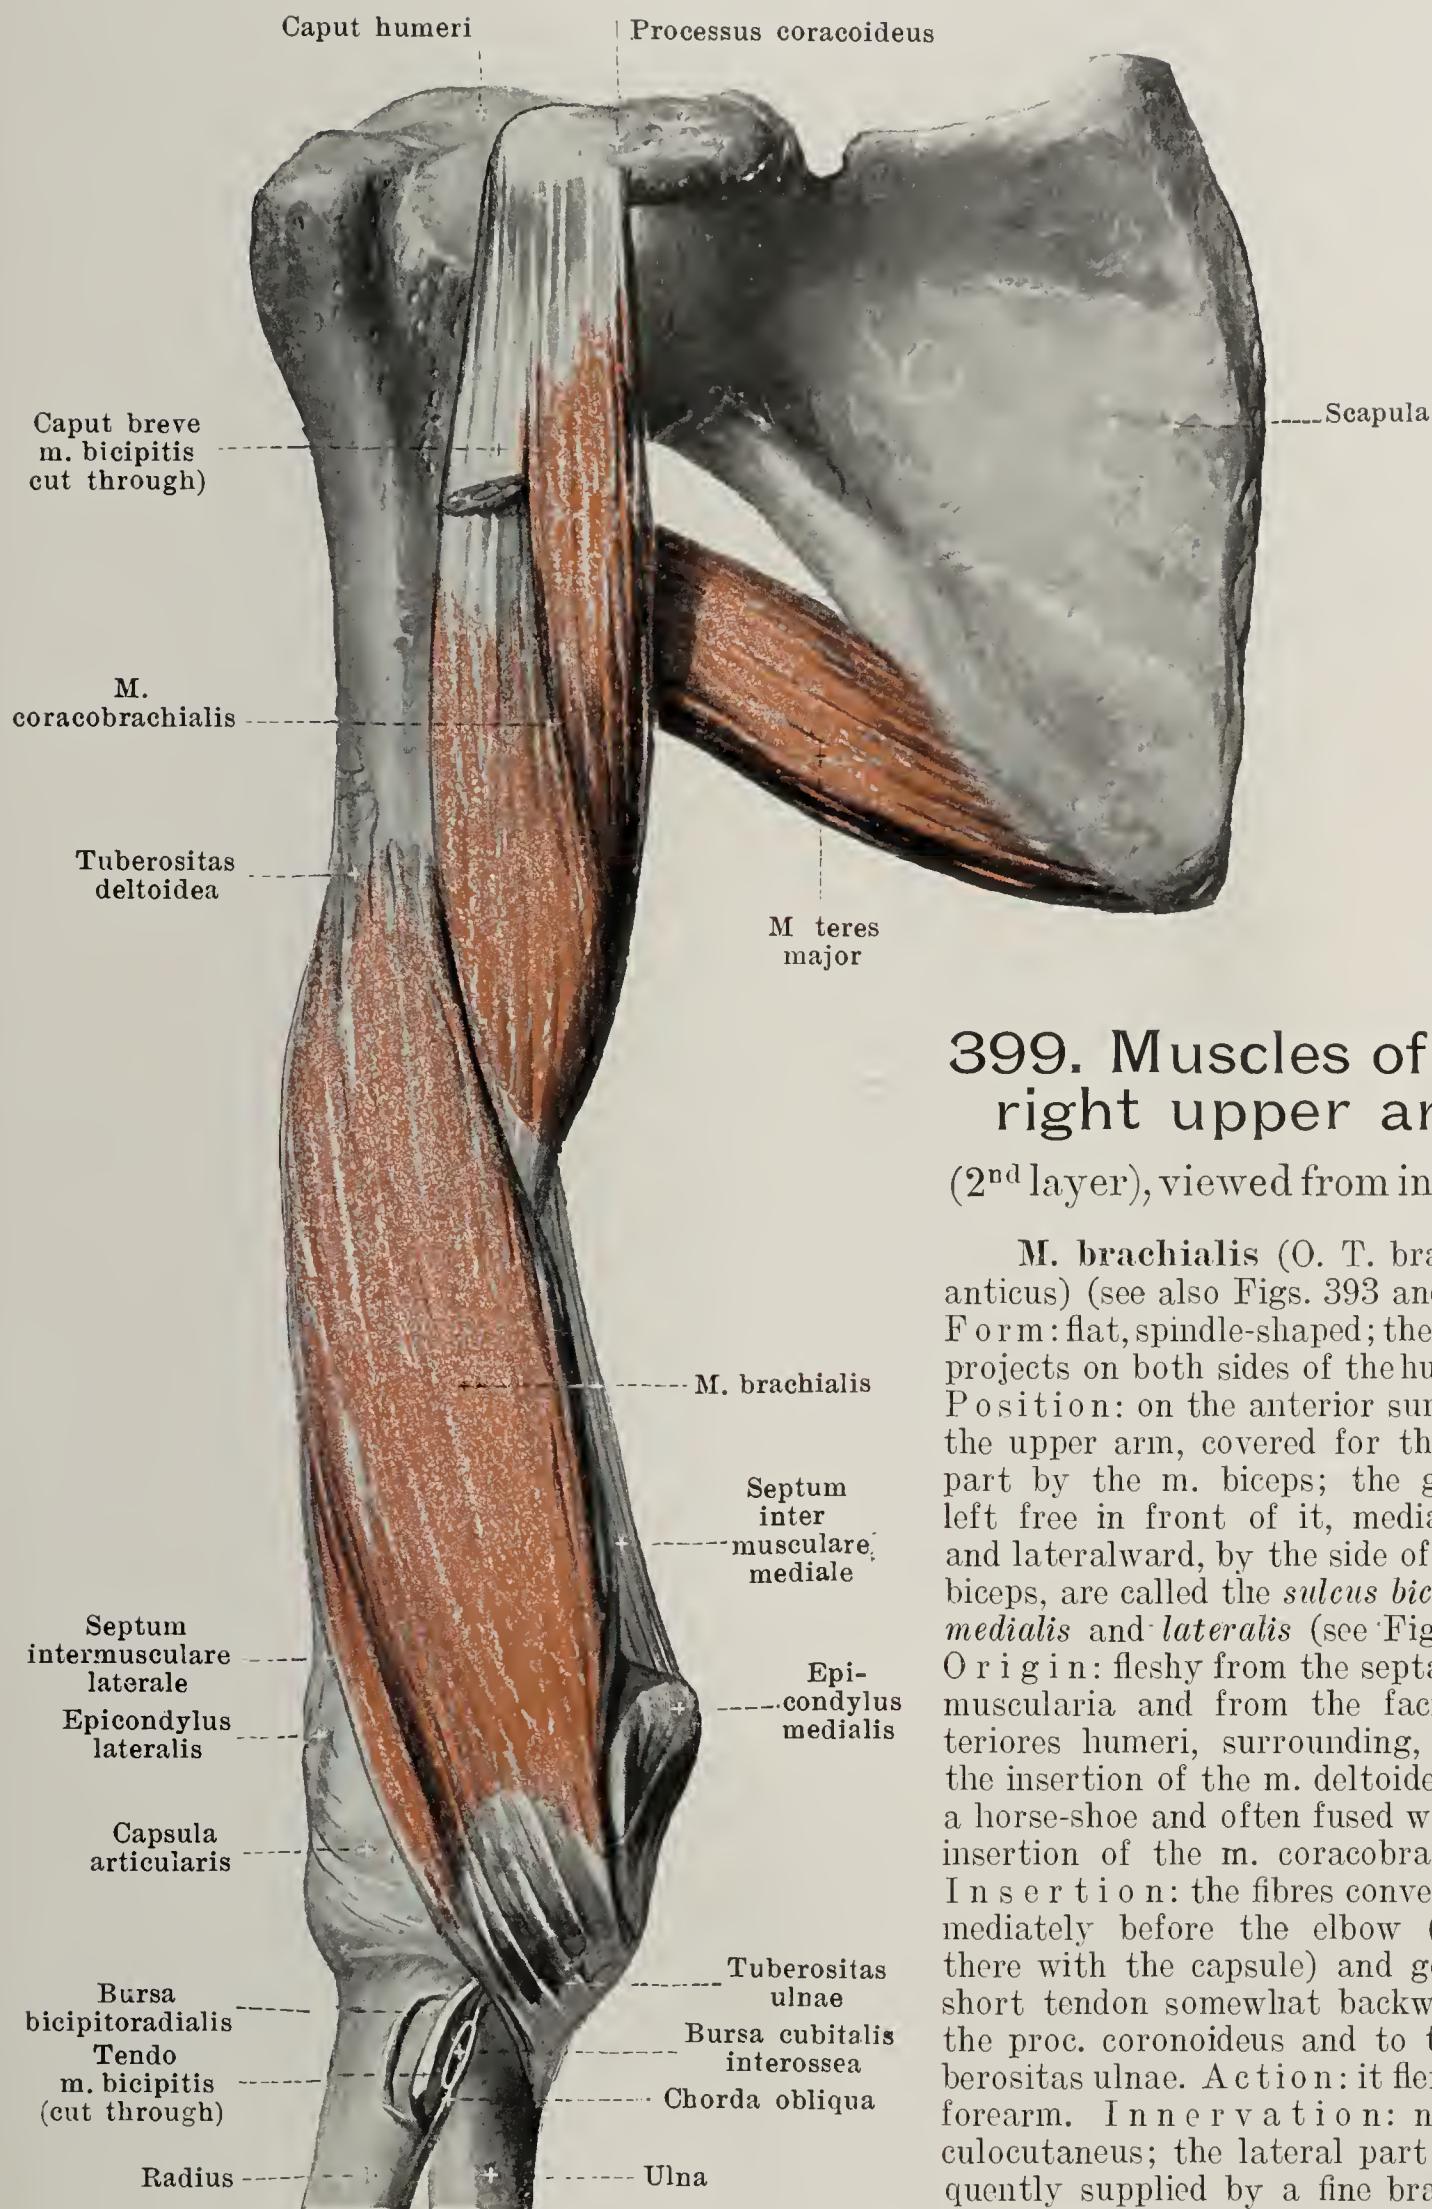 Caput humeri
Processus coracoideus
Caput breve
m. bicipitis
cut through)
Scapula
M.
coracobrachialis
Tuberositas
deltoidea
M teres
major
399. Muscles of
right upper ar
(2nd layer), viewed from in
M. brachialis (O. T. bra
anticus) (see also Figs. 393 and
Form: flat, spindle-shaped; the
projects on both sides of the hu
Position: on the anterior sur
the upper arm, covered for th
part by the m. biceps; the g
left free in front of it, media
and lateralward, by the side of
biceps, are called the sulcus bic
medialis and lateralis (see Fig
Origin: fleshy from the septa
muscularia and from the faci
teriores humeri, surrounding,
the insertion of the m. deltoide
a horse-shoe and often fused w
insertion of the m. coracobra
Insertion: the fibres conve
mediately before the elbow (
there with the capsule) and go
short tendon somewhat backw
the proc. coronoideus and to t
berositas ulnae. Action: it fle
forearm. Innervation: n
culocutaneus; the lateral part
quently supplied by a fine bra
M. brachialis
Septum
inter
musculare
mediale
Septum
intermusculare
laterale
Epi-
condylus
medialis
Epicondylus
lateralis
Capsula
articularis
Tuberositas
ulnae
Bursa
bicipitoradialis
Bursa cubitalis
interossea
Tendo
m. bicipitis
(cut through)
Chorda obliqua
Radius
Ulna